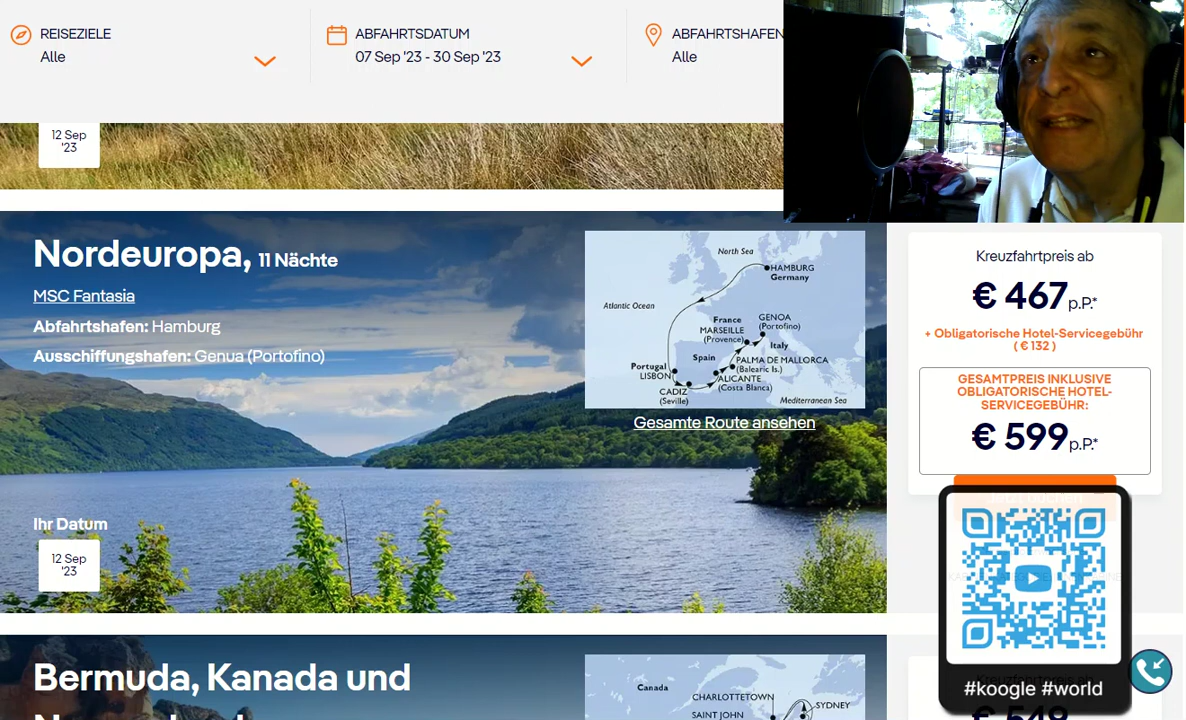 REISEZIELE
Alle
ABFAHRTSDATUM
07 Sep '23 - 30 Sep '23
ABFAHRTSHAFEN
Alle
12 Sep
'23
Nordeuropa, 11 Nächte
MSC Fantasia
Abfahrtshafen: Hamburg
Ausschiffungshafen: Genua (Portofino)
North Sea
HAMBURG
Germany
Atlantic Ocean
France
MARSEILLE
(Provence)
GENOA
(Portofino)
Italy
Spain
Portugal
LISBON
PALMA DE MALLORCA
(Balearic Is.)
ALICANTE
(Costa Blanca)
CADIZ
(Seville)
Mediterranean Sea
Gesamte Route ansehen
Ihr Datum
12 Sep
'23
Kreuzfahrtpreis ab
€ 467 p.P.*
+ Obligatorische Hotel-Servicegebühr
( € 132 )
GESAMTPREIS INKLUSIVE
OBLIGATORISCHE HOTEL-
SERVICEGEBÜHR:
€ 599 p.P.*
#koogle #world
Bermuda, Kanada und
Canada
CHARLOTTETOWN
SYDNEY
SAINT JOHN
Kreuzfahrtpreis ab
€ 549